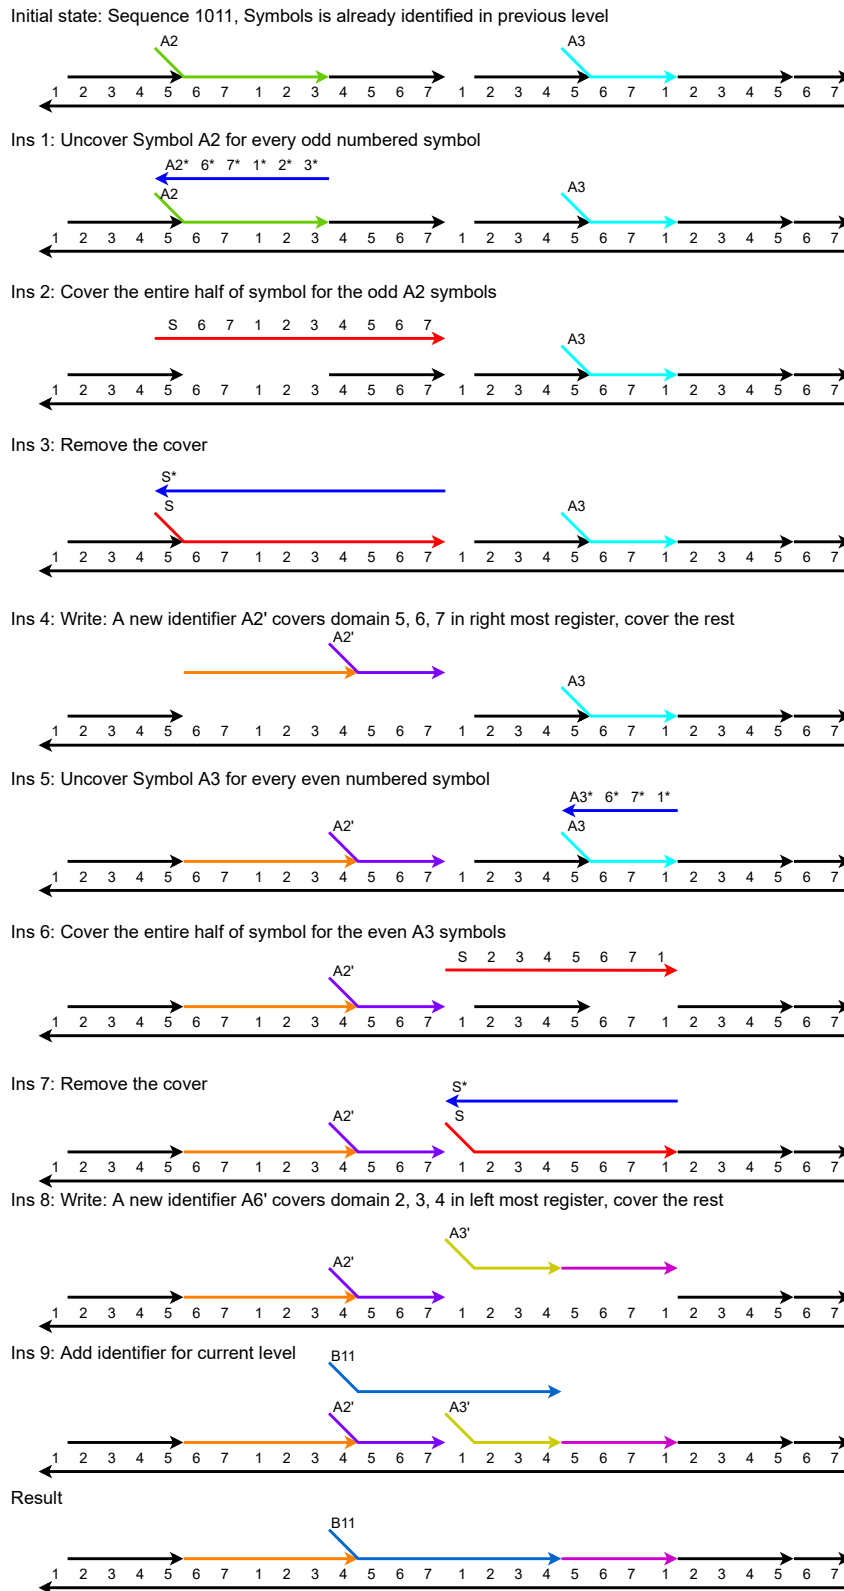 Initial state: Sequence 1011, Symbols is already identified in previous level
A2 A3
1 2 3 4 5 6 7 1 2 3 4 5 6 7 1 2 3 4 5 6 7 1 2 3 4 5 6 7
Ins 1: Uncover Symbol A2 for every odd numbered symbol
A2* 6* 7* 1* 2* 3*
A2 A3
1 2 3 4 5 6 7 1 2 3 4 5 6 7 1 2 3 4 5 6 7 1 2 3 4 5 6 7
Ins 2: Cover the entire half of symbol for the odd A2 symbols
S 6 7 1 2 3 4 5 6 7
A3
1 2 3 4 5 6 7 1 2 3 4 5 6 7 1 2 3 4 5 6 7 1 2 3 4 5 6 7
Ins 3: Remove the cover
S*
S A3
1 2 3 4 5 6 7 1 2 3 4 5 6 7 1 2 3 4 5 6 7 1 2 3 4 5 6 7
Ins 4: Write: A new identifier A2' covers domain 5, 6, 7 in right most register, cover the rest
A2'
A3
1 2 3 4 5 6 7 1 2 3 4 5 6 7 1 2 3 4 5 6 7 1 2 3 4 5 6 7
Ins 5: Uncover Symbol A3 for every even numbered symbol
A3* 6* 7* 1*
A2' A3
1 2 3 4 5 6 7 1 2 3 4 5 6 7 1 2 3 4 5 6 7 1 2 3 4 5 6 7
Ins 6: Cover the entire half of symbol for the even A3 symbols
S 2 3 4 5 6 7 1
A2'
1 2 3 4 5 6 7 1 2 3 4 5 6 7 1 2 3 4 5 6 7 1 2 3 4 5 6 7
Ins 7: Remove the cover
S*
A2' S
1 2 3 4 5 6 7 1 2 3 4 5 6 7 1 2 3 4 5 6 7 1 2 3 4 5 6 7
Ins 8: Write: A new identifier A6' covers domain 2, 3, 4 in left most register, cover the rest
A3'
A2'
1 2 3 4 5 6 7 1 2 3 4 5 6 7 1 2 3 4 5 6 7 1 2 3 4 5 6 7
Ins 9: Add identifier for current level
B11
A2' A3'
1 2 3 4 5 6 7 1 2 3 4 5 6 7 1 2 3 4 5 6 7 1 2 3 4 5 6 7
Result
B11
1 2 3 4 5 6 7 1 2 3 4 5 6 7 1 2 3 4 5 6 7 1 2 3 4 5 6 7